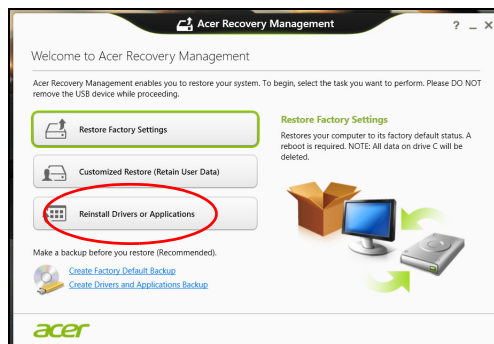 Acer Recovery Management
? _ X
Welcome to Acer Recovery Management
Acer Recovery Management enables you to restore your system. To begin, select the task you want to perform. Please DO NOT
remove the USB device while proceeding.
Restore Factory Settings
Customized Restore (Retain User Data)
Reinstall Drivers or Applications
Restore Factory Settings
Restores your computer to its factory default status. A
reboot is required. NOTE: All data on drive C will be
deleted.
Make a backup before you restore (Recommended).
Create Factory Default Backup
Create Drivers and Applications Backup
acer